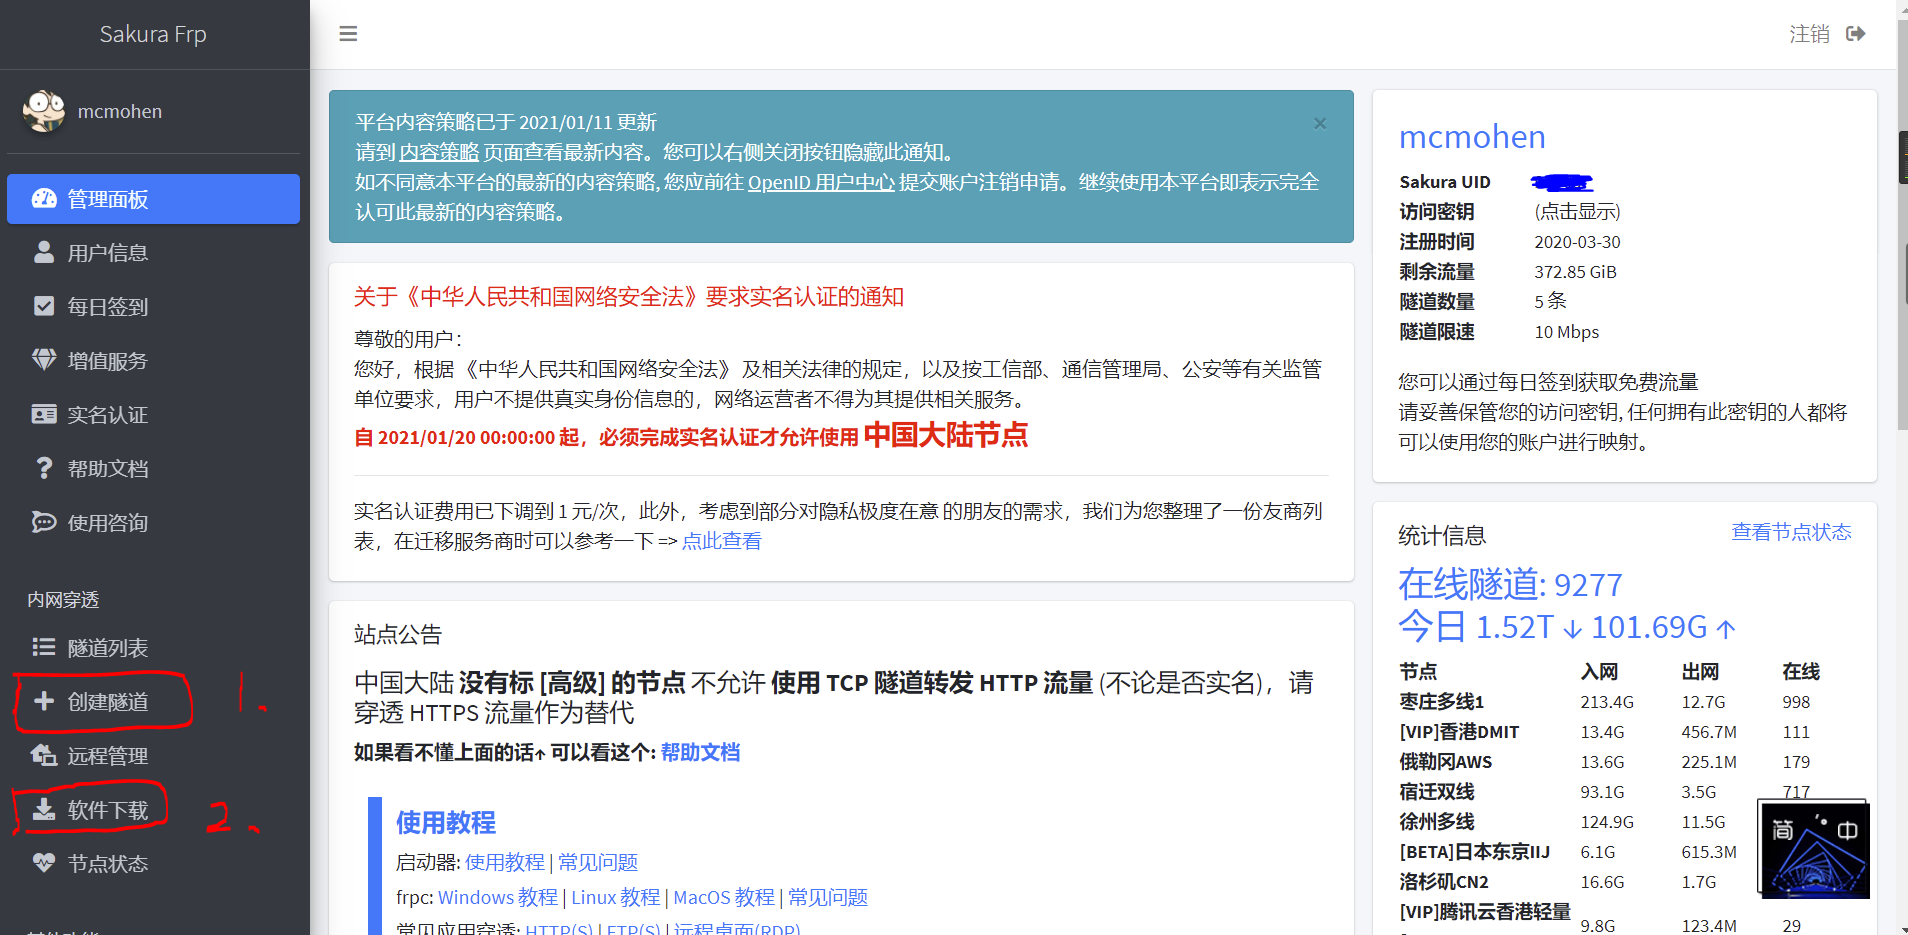 Sakura Frp
mcmohen
管理面板
用户信息
每日签到
增值服务
实名认证
帮助文档
使用咨询
内网穿透
隧道列表
创建隧道
1.
远程管理
软件下载
2.
节点状态
注销
平台内容策略已于 2021/01/11 更新
请到 内容策略 页面查看最新内容。您可以右侧关闭按钮隐藏此通知。
如不同意本平台的最新的内容策略, 您应前往 OpenID 用户中心 提交账户注销申请。继续使用本平台即表示完全
认可此最新的内容策略。
×
关于《中华人民共和国网络安全法》要求实名认证的通知
尊敬的用户：
您好，根据 《中华人民共和国网络安全法》 及相关法律的规定，以及按工信部、通信管理局、公安等有关监管
单位要求，用户不提供真实身份信息的，网络运营者不得为其提供相关服务。
自 2021/01/20 00:00:00 起，必须完成实名认证才允许使用 中国大陆节点
实名认证费用已下调到 1 元/次，此外，考虑到部分对隐私极度在意 的朋友的需求，我们为您整理了一份友商列
表，在迁移服务商时可以参考一下 => 点此查看
站点公告
中国大陆 没有标 [高级] 的节点 不允许 使用 TCP 隧道转发 HTTP 流量 (不论是否实名)，请
穿透 HTTPS 流量作为替代
如果看不懂上面的话↑ 可以看这个: 帮助文档
使用教程
启动器: 使用教程 | 常见问题
frpc: Windows 教程 | Linux 教程 | MacOS 教程 | 常见问题
常见应用穿透: HTTP(S) | FTP(S) | 远程桌面(RDP)
mcmohen
Sakura UID
访问密钥 (点击显示)
注册时间 2020-03-30
剩余流量 372.85 GiB
隧道数量 5 条
隧道限速 10 Mbps
您可以通过每日签到获取免费流量
请妥善保管您的访问密钥, 任何拥有此密钥的人都将
可以使用您的账户进行映射。
统计信息 查看节点状态
在线隧道: 9277
今日 1.52T ↓ 101.69G ↑
节点 入网 出网 在线
枣庄多线1 213.4G 12.7G 998
[VIP]香港DMIT 13.4G 456.7M 111
俄勒冈AWS 13.6G 225.1M 179
宿迁双线 93.1G 3.5G 717
徐州多线 124.9G 11.5G
[BETA]日本东京IIJ 6.1G 615.3M
洛杉矶CN2 16.6G 1.7G
[VIP]腾讯云香港轻量
9.8G 123.4M 29
简 中